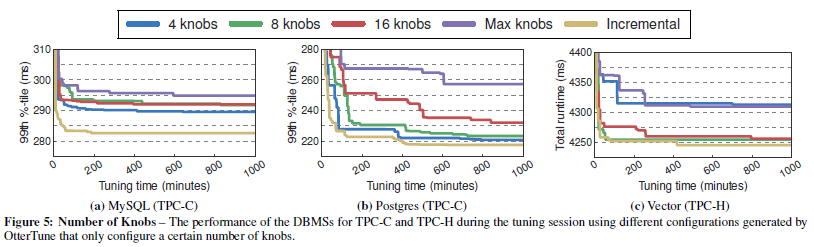 4 knobs 8 knobs 16 knobs Max knobs Incremental
99th %-tile (ms)
310
300
290
280
0 200 400 600 800 1000
Tuning time (minutes)
(a) MySQL (TPC-C)
99th %-tile (ms)
280
260
240
220
0 200 400 600 800 1000
Tuning time (minutes)
(b) Postgres (TPC-C)
Total runtime (ms)
4400
4350
4300
4250
0 200 400 600 800 1000
Tuning time (minutes)
(c) Vector (TPC-H)
Figure 5: Number of Knobs – The performance of the DBMSs for TPC-C and TPC-H during the tuning session using different configurations generated by
OtterTune that only configure a certain number of knobs.